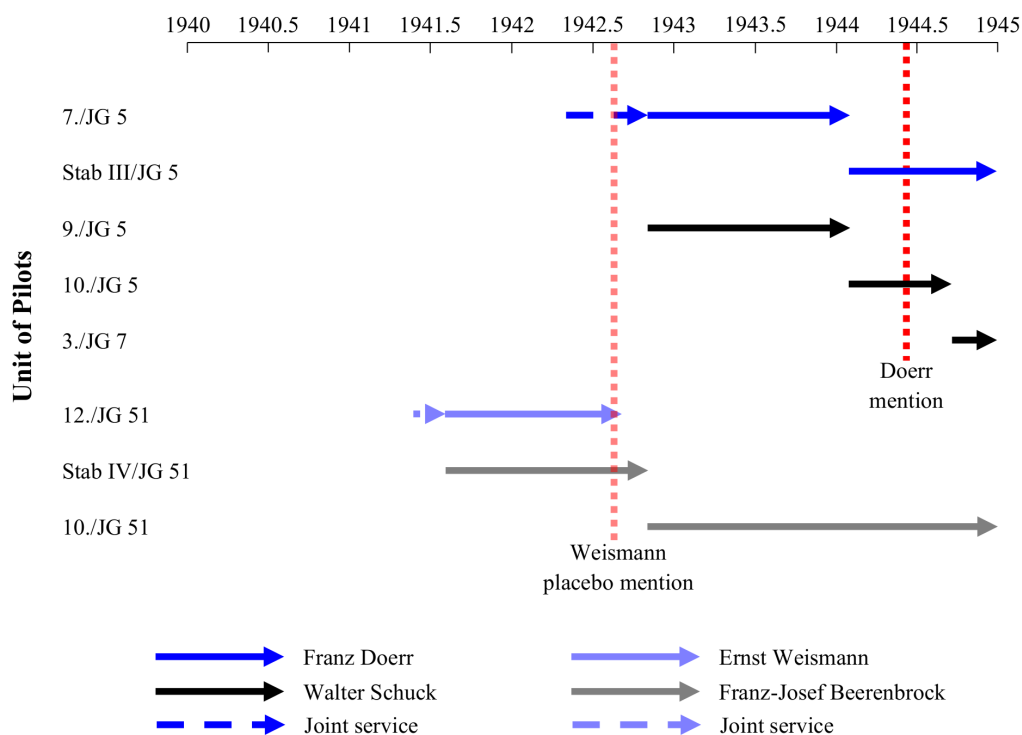 1940 1940.5 1941 1941.5 1942 1942.5 1943 1943.5 1944 1944.5 1945
Unit of Pilots
7./JG 5
Stab III/JG 5
9./JG 5
10./JG 5
3./JG 7
Doerr
mention
12./JG 51
Stab IV/JG 51
10./JG 51
Weismann
placebo mention
Franz Doerr
Walter Schuck
Joint service
Ernst Weismann
Franz-Josef Beerenbrock
Joint service